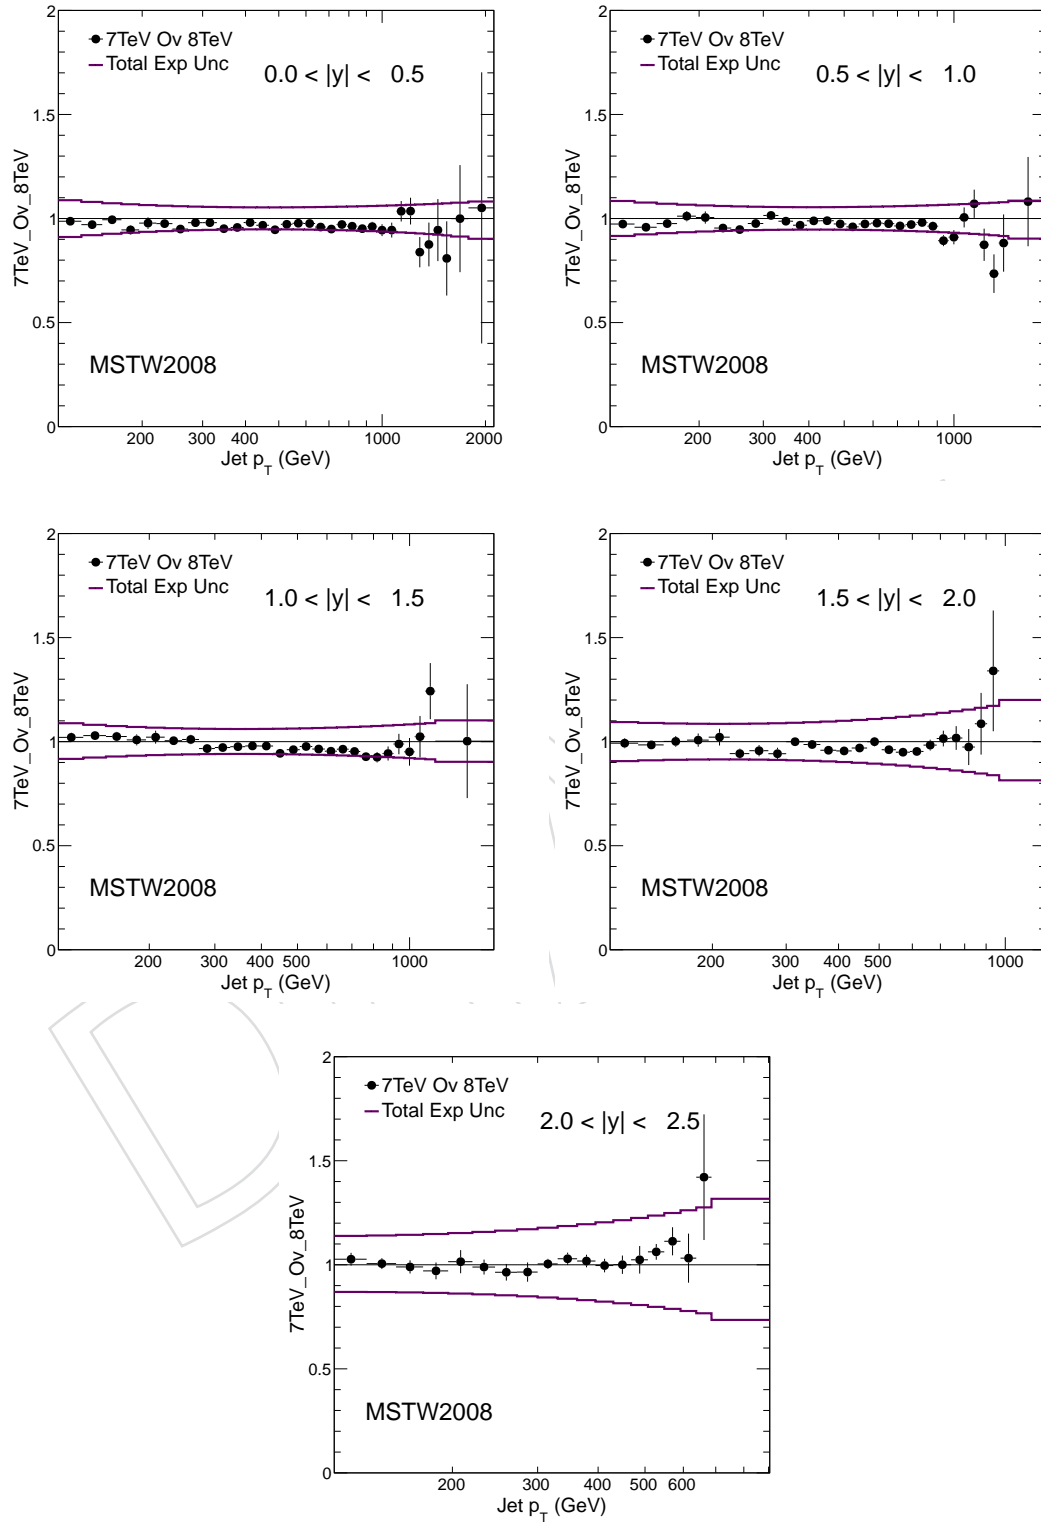 2
7TeV Ov 8TeV
Total Exp Unc
0.0 < |y| < 0.5
1.5
1
0.5
0
7TeV_Ov_8TeV
MSTW2008
200 300 400 1000 2000
Jet p_T (GeV)
2
7TeV Ov 8TeV
Total Exp Unc
0.5 < |y| < 1.0
1.5
1
0.5
0
7TeV_Ov_8TeV
MSTW2008
200 300 400 1000
Jet p_T (GeV)
2
7TeV Ov 8TeV
Total Exp Unc
1.0 < |y| < 1.5
1.5
1
0.5
0
7TeV_Ov_8TeV
MSTW2008
200 300 400 500 1000
Jet p_T (GeV)
2
7TeV Ov 8TeV
Total Exp Unc
1.5 < |y| < 2.0
1.5
1
0.5
0
7TeV_Ov_8TeV
MSTW2008
200 300 400 500 1000
Jet p_T (GeV)
2
7TeV Ov 8TeV
Total Exp Unc
2.0 < |y| < 2.5
1.5
1
0.5
0
7TeV_Ov_8TeV
MSTW2008
200 300 400 500 600
Jet p_T (GeV)